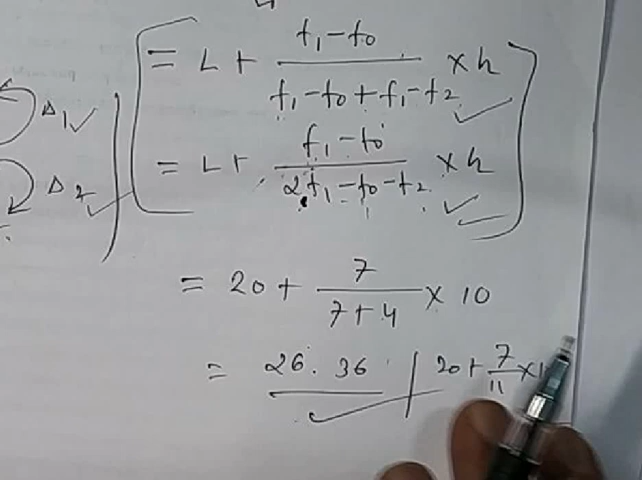 = L + f₁ - f₀ / f₁ - f₀ + f₁ - f₂ × h
Δ₁
= L + f₁ - f₀ / 2f₁ - f₀ - f₂ × h
Δ₂
= 20 + 7 / 7 + 4 × 10
= 26.36 | 20 + 7 / 11 × 1